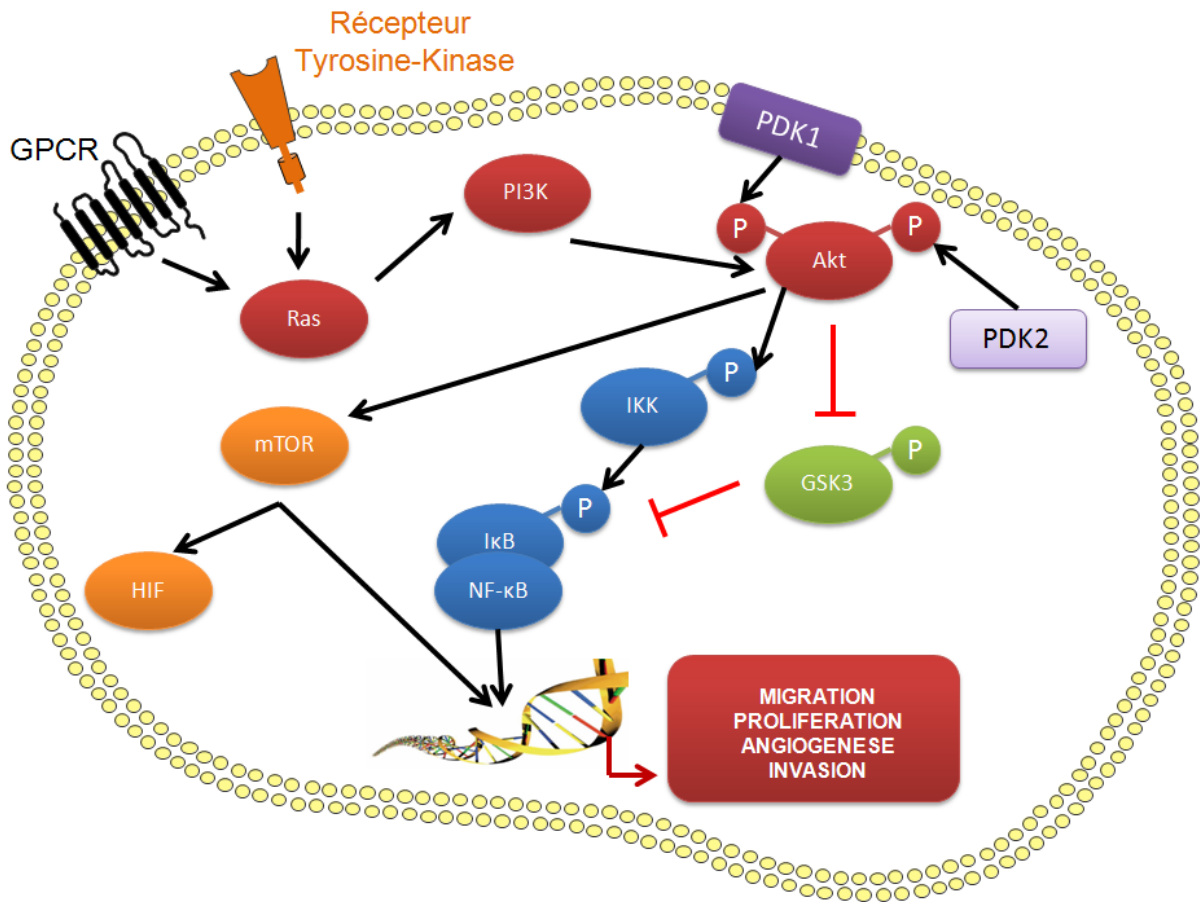 Récepteur
Tyrosine-Kinase
GPCR
PDK1
PI3K
P
P
Akt
Ras
PDK2
P
IKK
mTOR
P
GSK3
P
IκB
HIF
NF-κB
MIGRATION
PROLIFERATION
ANGIOGENESE
INVASION